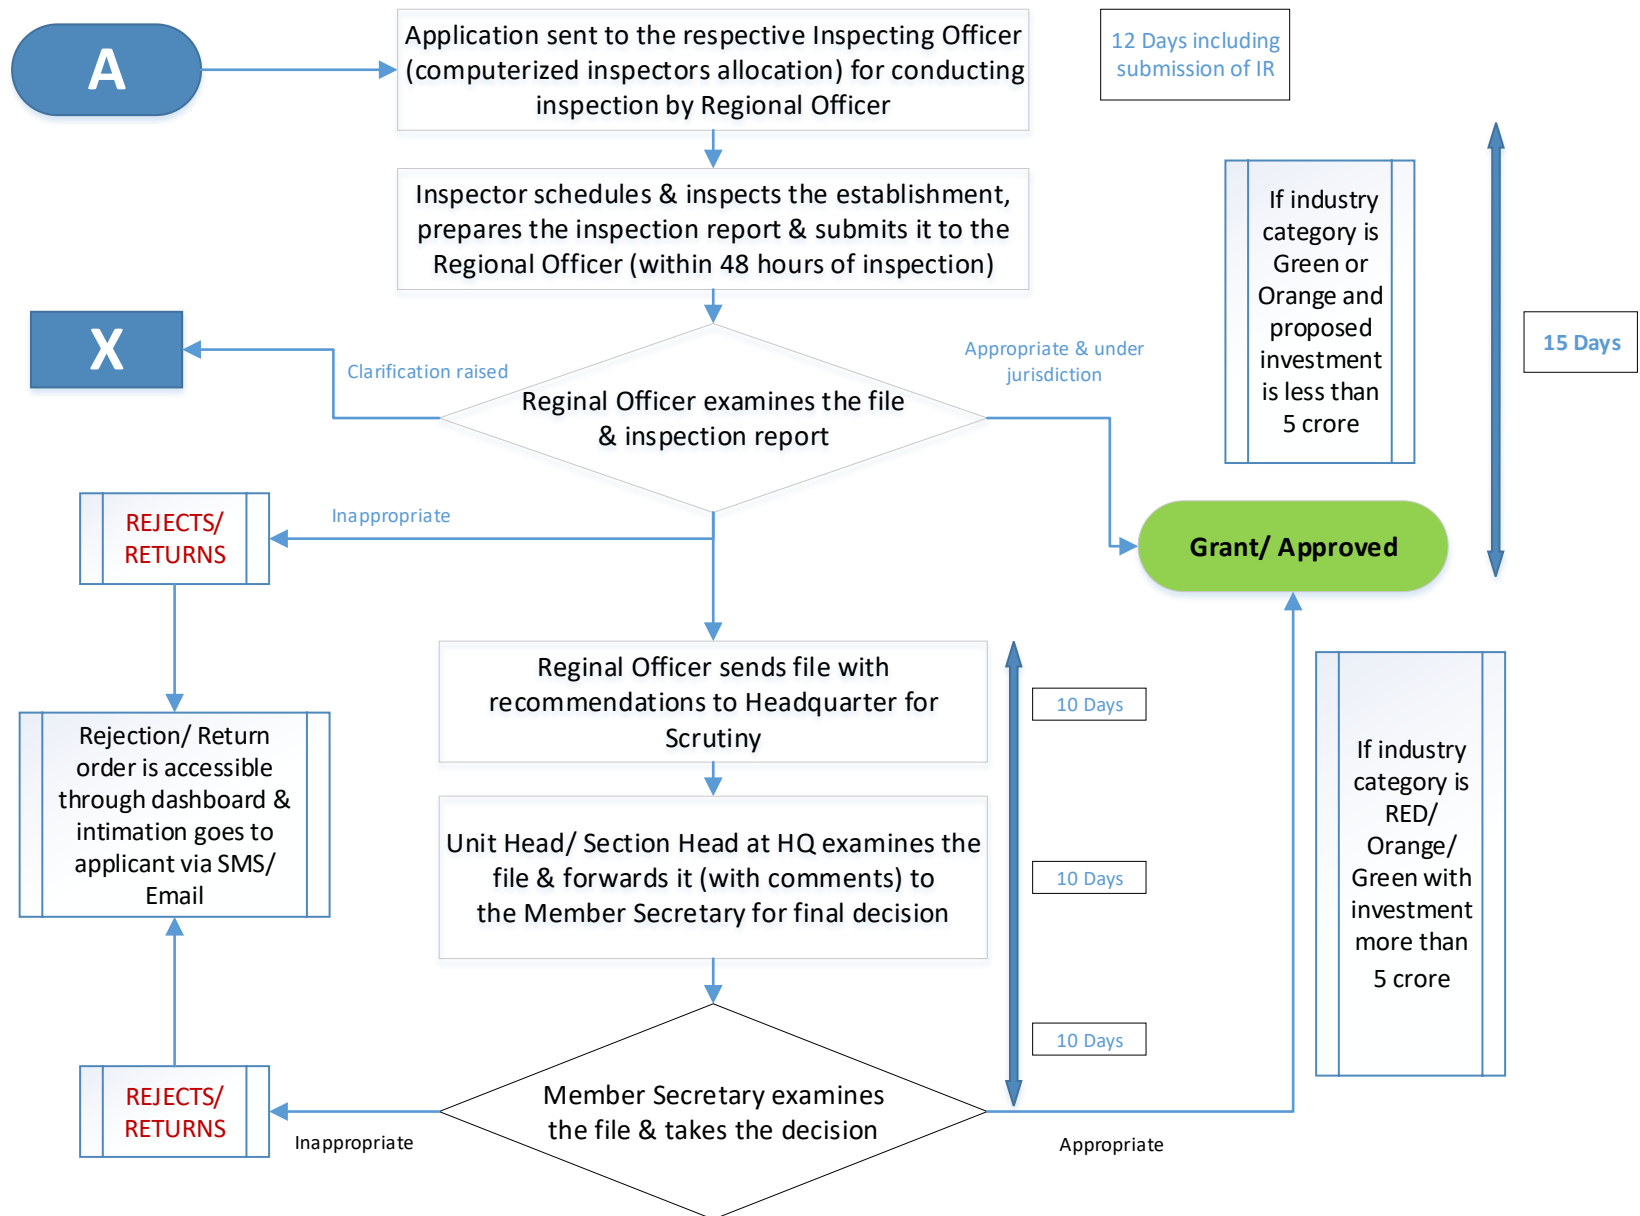 A
Application sent to the respective Inspecting Officer
(computerized inspectors allocation) for conducting
inspection by Regional Officer
12 Days including
submission of IR
Inspector schedules & inspects the establishment,
prepares the inspection report & submits it to the
Regional Officer (within 48 hours of inspection)
If industry
category is
Green or
Orange and
proposed
investment
is less than
5 crore
15 Days
X
Clarification raised
Appropriate & under
jurisdiction
Reginal Officer examines the file
& inspection report
REJECTS/
RETURNS
Inappropriate
Grant/ Approved
Reginal Officer sends file with
recommendations to Headquarter for
Scrutiny
10 Days
Rejection/ Return
order is accessible
through dashboard &
intimation goes to
applicant via SMS/
Email
If industry
category is
RED/
Orange/
Green with
investment
more than
5 crore
Unit Head/ Section Head at HQ examines the
file & forwards it (with comments) to
the Member Secretary for final decision
10 Days
10 Days
REJECTS/
RETURNS
Inappropriate
Member Secretary examines
the file & takes the decision
Appropriate